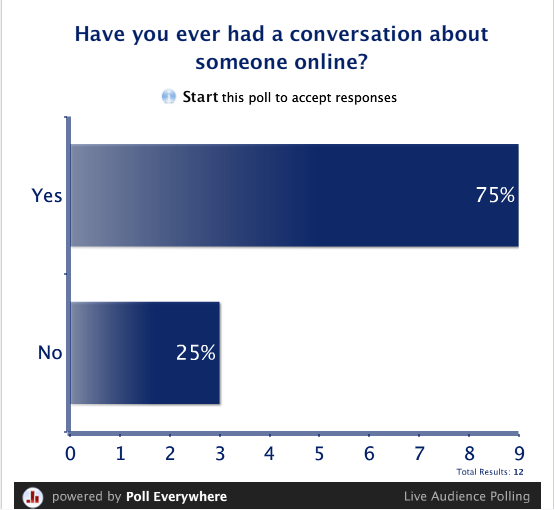 Have you ever had a conversation about
someone online?
Start this poll to accept responses
Yes
75%
No
25%
0 1 2 3 4 5 6 7 8 9
Total Results: 12
powered by Poll Everywhere
Live Audience Polling